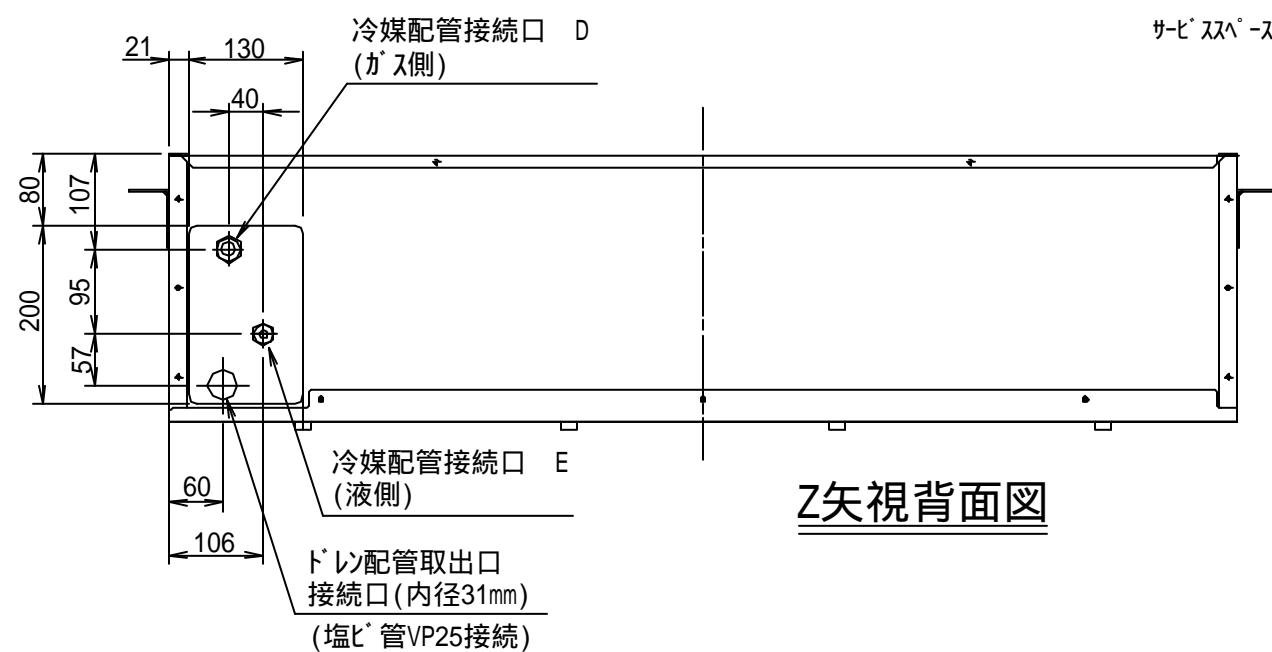 冷媒配管接続口 D
(ｶﾞｽ側)
ｻｰﾋﾞｽｽﾍﾟｰｽ
21
130
40
80
107
200
95
57
冷媒配管接続口 E
(液側)
60
106
Z矢視背面図
ﾄﾞﾚﾝ配管取出口
接続口(内径31㎜)
(塩ﾋﾞ管VP25接続)